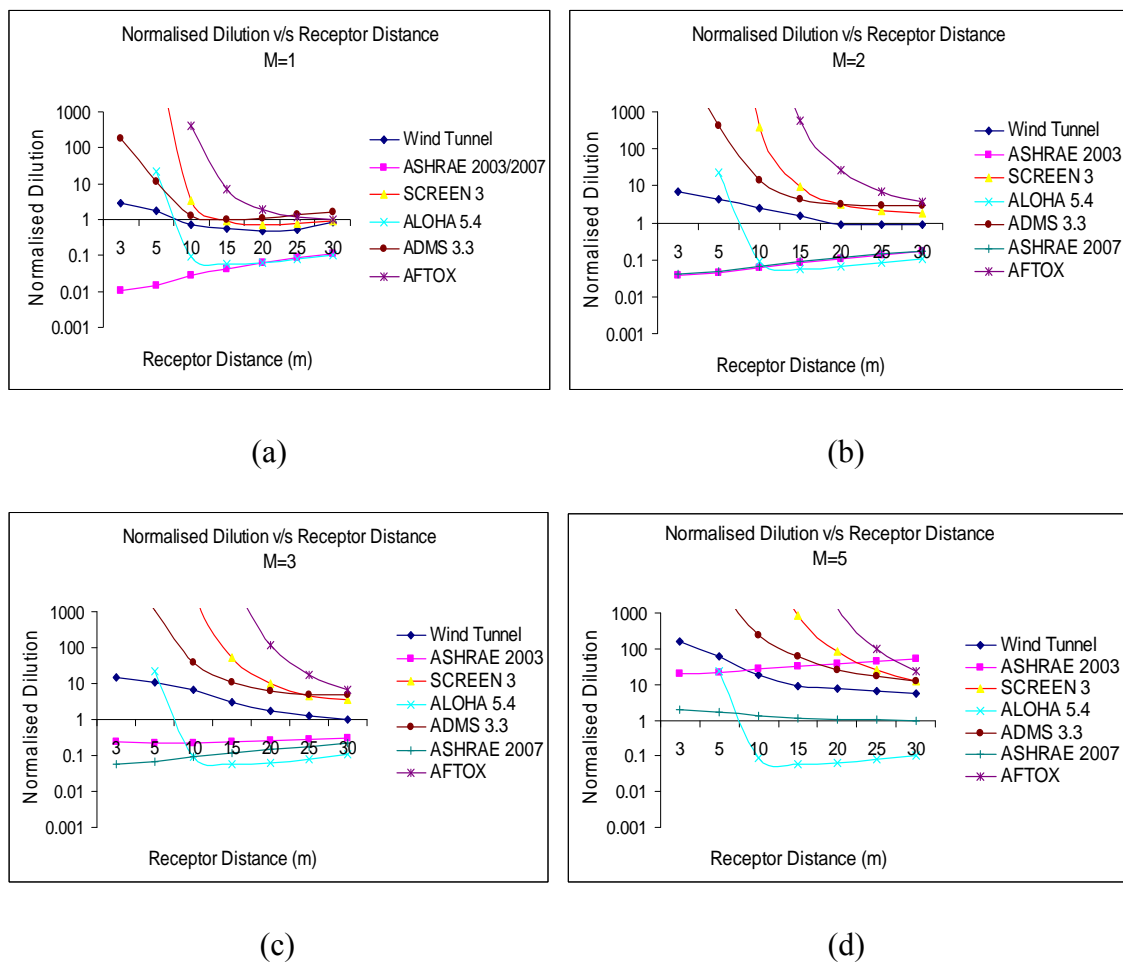 Normalised Dilution v/s Receptor Distance
M=1
Normalised Dilution
1000
100
10
1
0.1
0.01
0.001
3 5 10 15 20 25 30
Receptor Distance (m)
Wind Tunnel
ASHRAE 2003/2007
SCREEN 3
ALOHA 5.4
ADMS 3.3
AFTOX
(a)
Normalised Dilution v/s Receptor Distance
M=2
Normalised Dilution
1000
100
10
1
0.1
0.01
0.001
3 5 10 15 20 25 30
Receptor Distance (m)
Wind Tunnel
ASHRAE 2003
SCREEN 3
ALOHA 5.4
ADMS 3.3
ASHRAE 2007
AFTOX
(b)
Normalised Dilution v/s Receptor Distance
M=3
Normalised Dilution
1000
100
10
1
0.1
0.01
0.001
3 5 10 15 20 25 30
Receptor Distance (m)
Wind Tunnel
ASHRAE 2003
SCREEN 3
ALOHA 5.4
ADMS 3.3
ASHRAE 2007
AFTOX
(c)
Normalised Dilution v/s Receptor Distance
M=5
Normalised Dilution
1000
100
10
1
0.1
0.01
0.001
3 5 10 15 20 25 30
Receptor Distance (m)
Wind Tunnel
ASHRAE 2003
SCREEN 3
ALOHA 5.4
ADMS 3.3
ASHRAE 2007
AFTOX
(d)